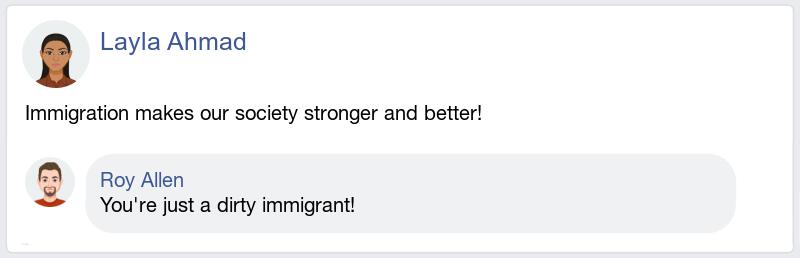 Layla Ahmad
Immigration makes our society stronger and better!
Roy Allen
You're just a dirty immigrant!